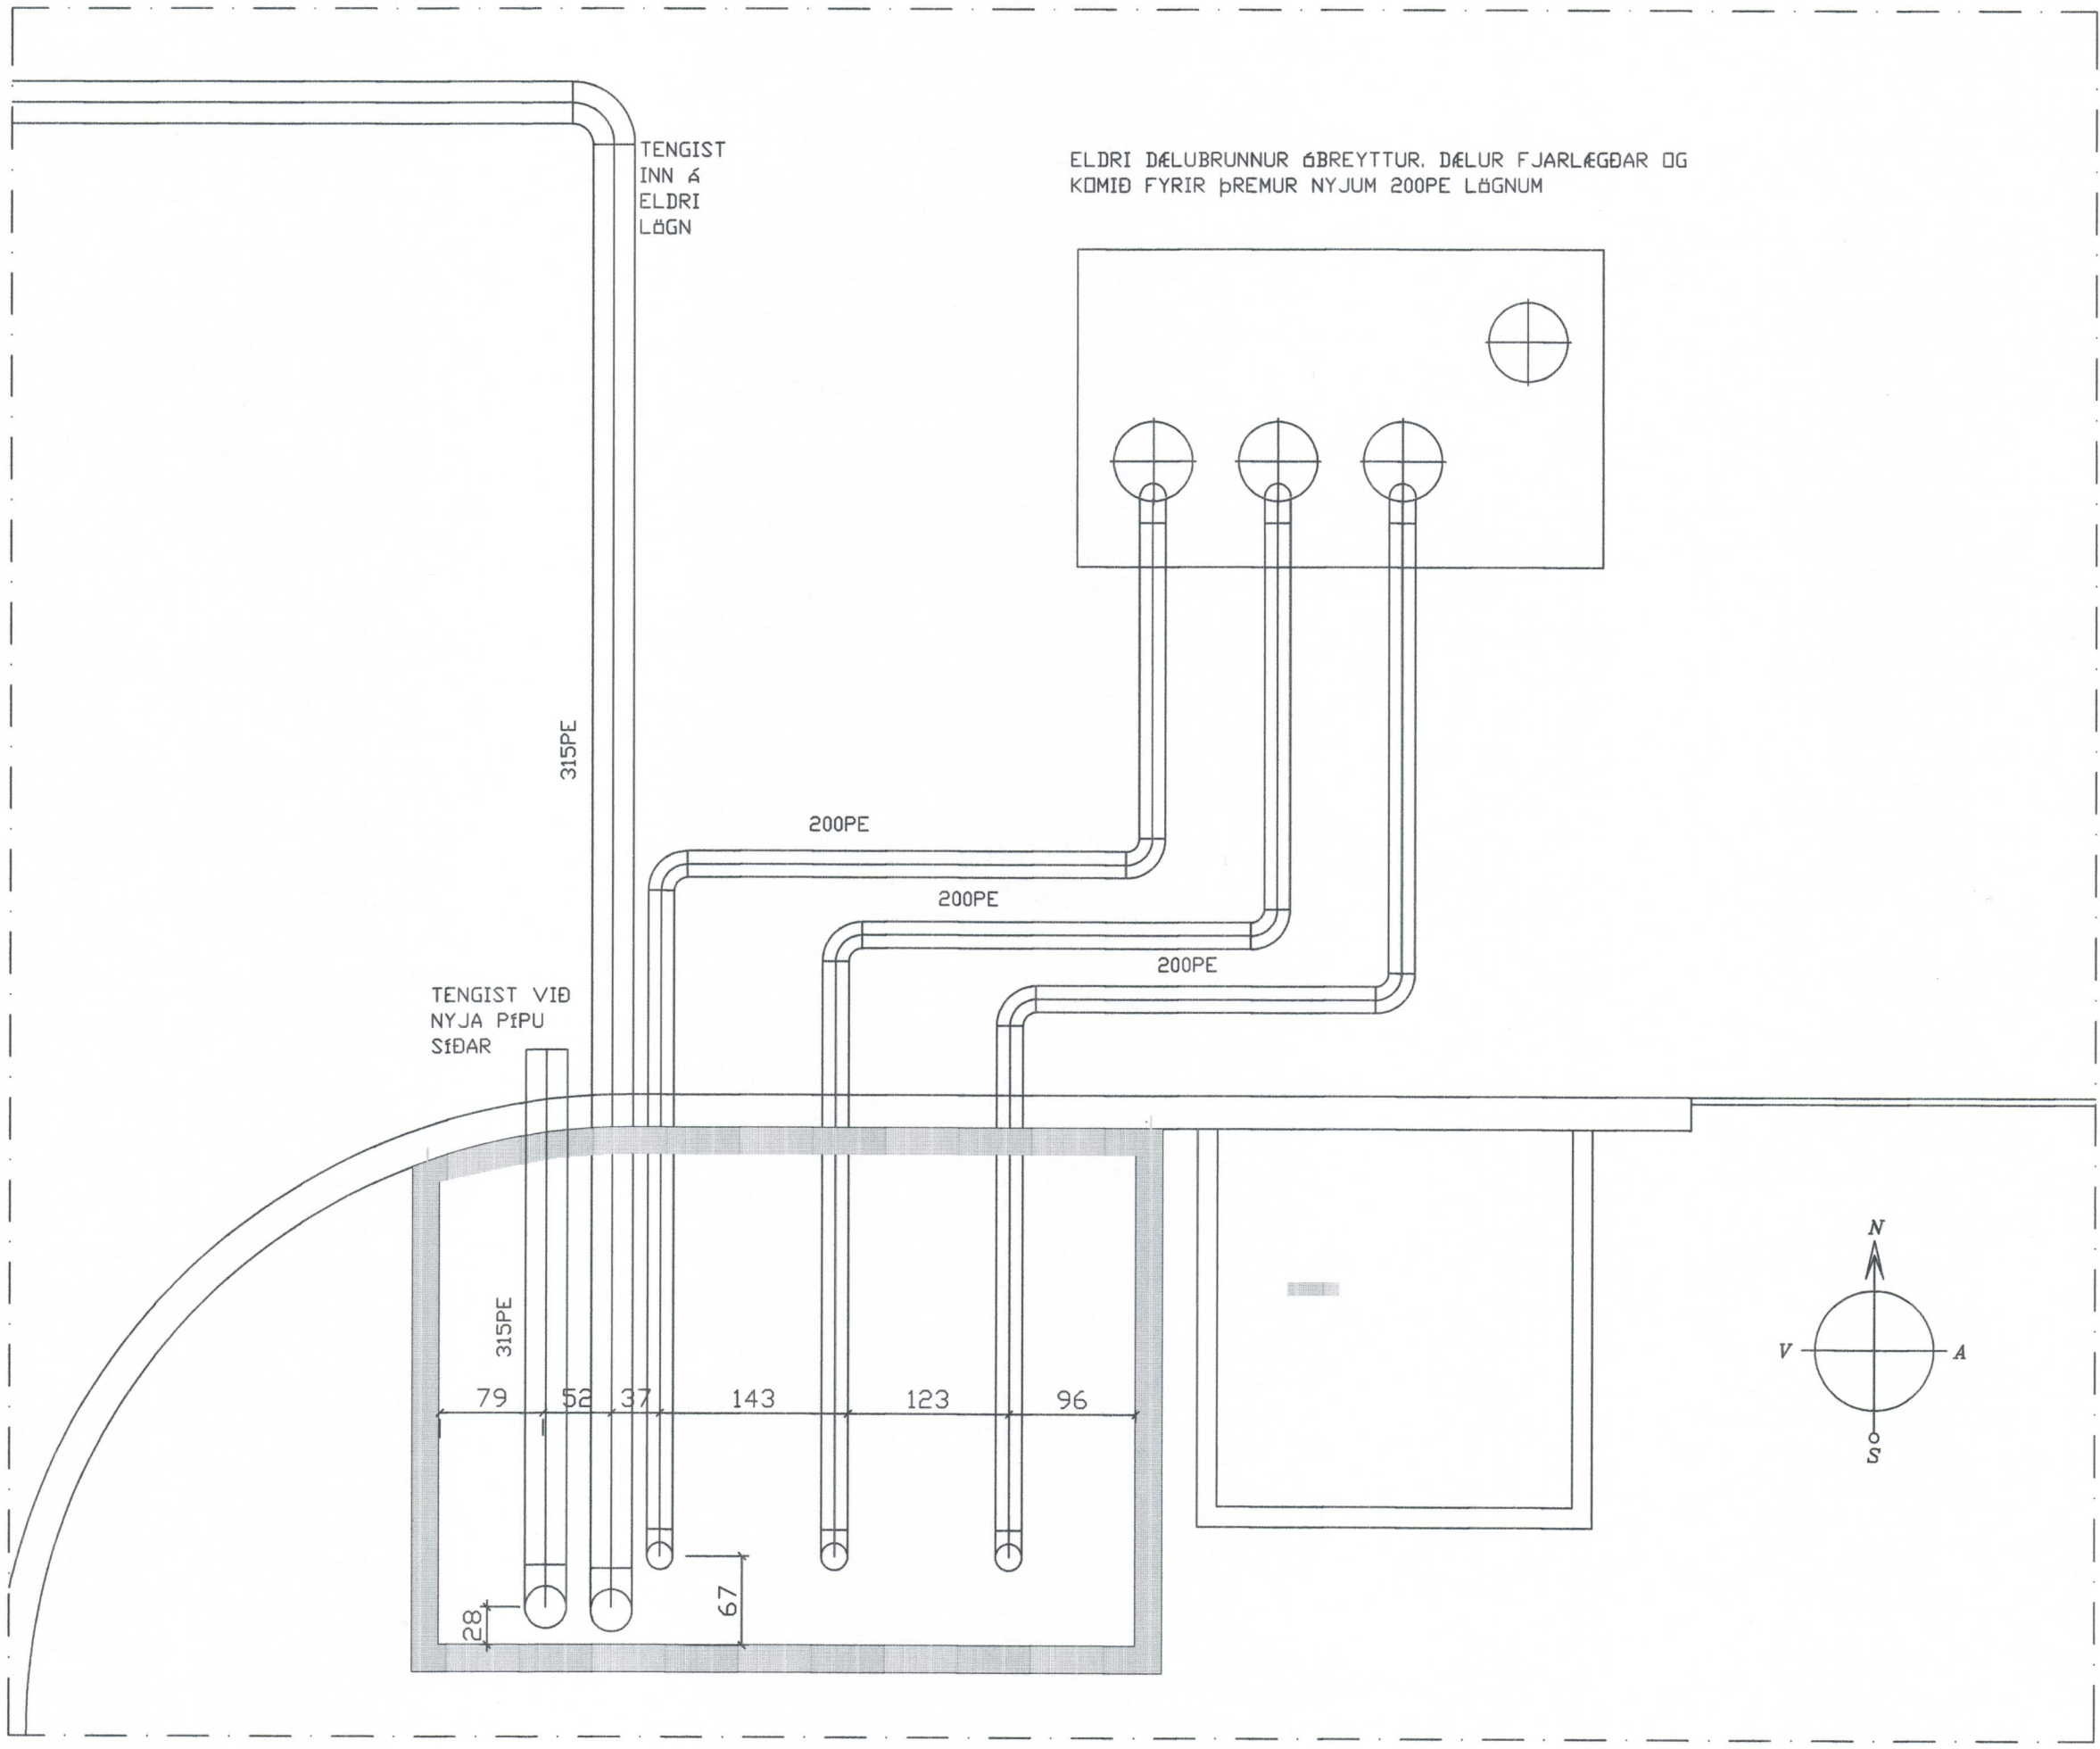 TENGIST
INN Á
ELDRI
LÖGN
ELDRI DÆLUBRUNNUR óBREYTTUR. DÆLUR FJARLÆGÐAR OG
KOMIÐ FYRIR þREMUR NYJUM 200PE LÖGNUM
315PE
200PE
200PE
200PE
TENGIST VIÐ
NYJA PíPU
SíÐAR
315PE
79 52 37 143 123 96
67
28
N
V A
S